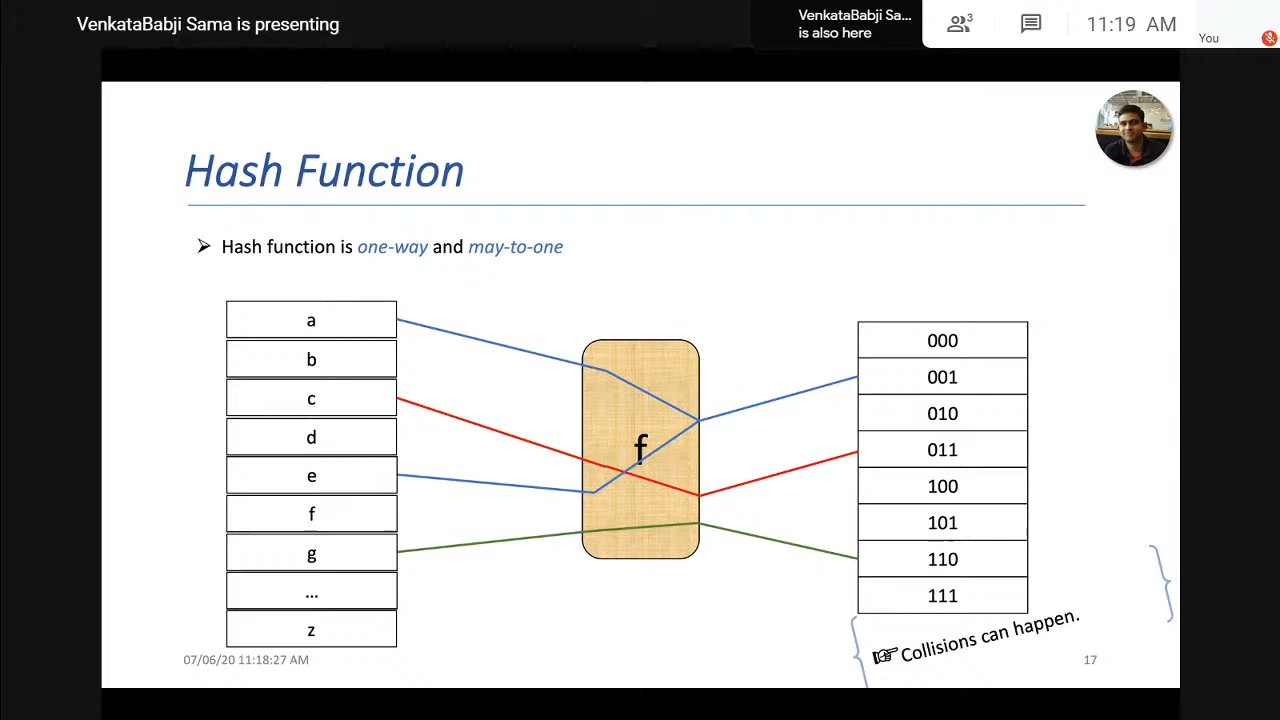 VenkataBabji Sama is presenting
VenkataBabji Sa...
is also here
3
11:19 AM
You
Hash Function
➢ Hash function is one-way and may-to-one
a
b
c
d
e
f
g
...
z
f
000
001
010
011
100
101
110
111
☞ Collisions can happen.
07/06/20 11:18:27 AM
17